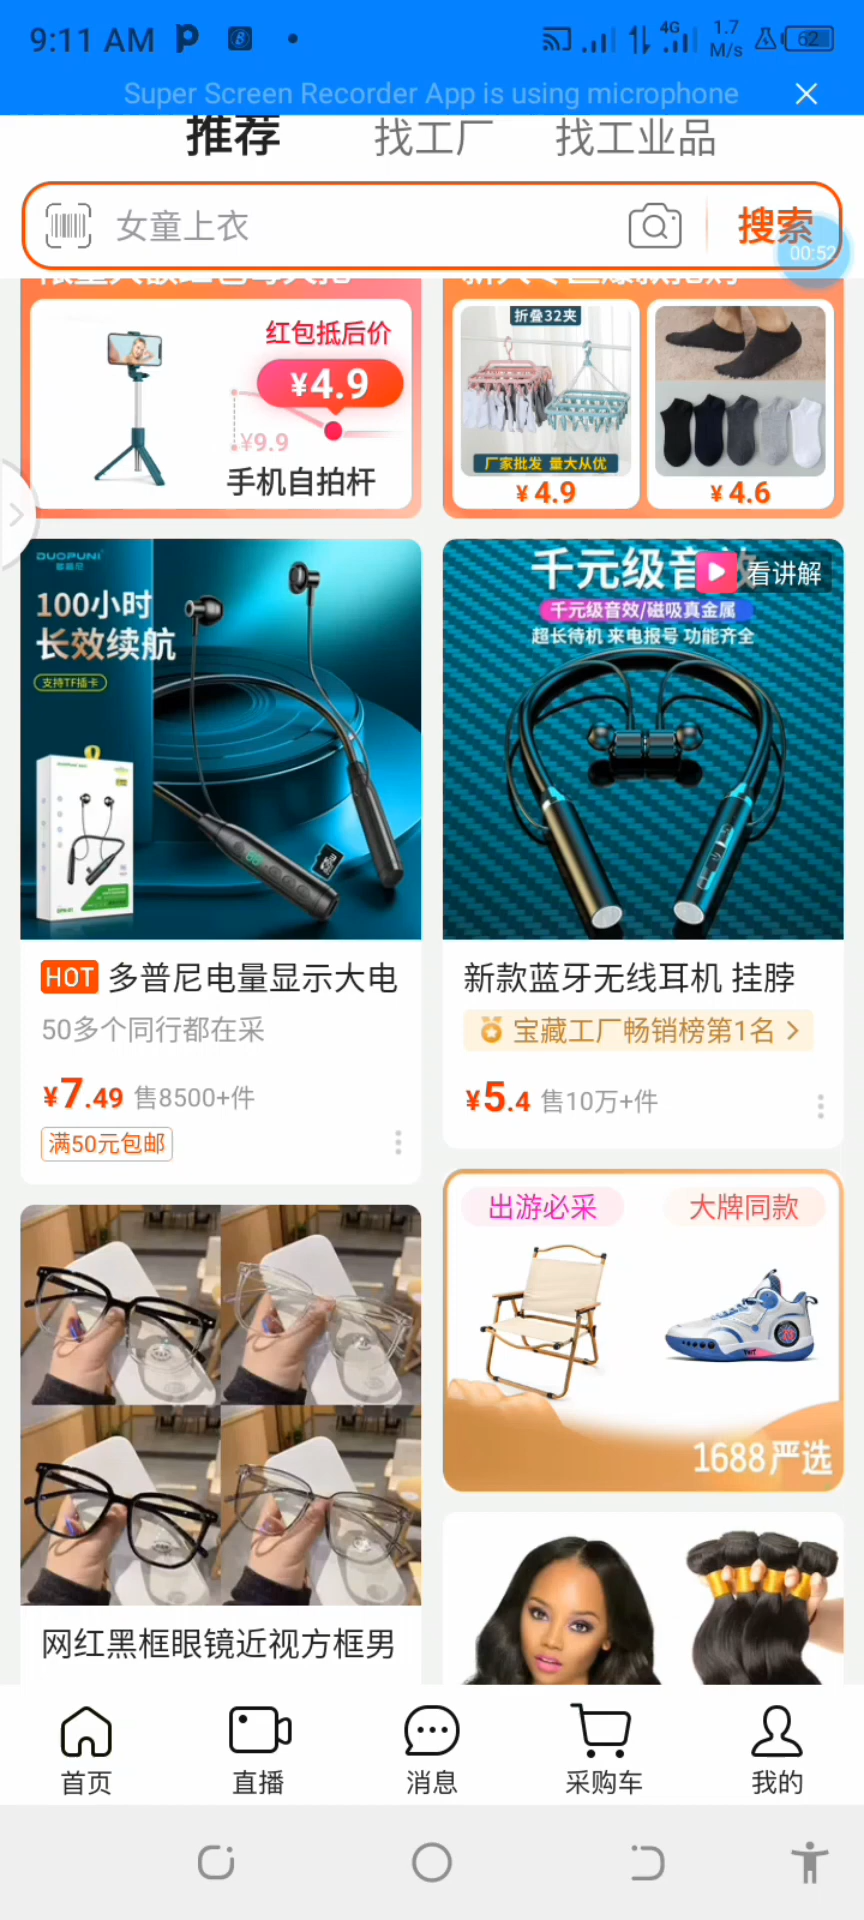 9:11 AM
4G
1.7
M/s
62
Super Screen Recorder App is using microphone
推荐 找工厂 找工业品
女童上衣 搜索
00:52
红包抵后价
¥4.9
¥9.9
手机自拍杆
折叠32夹
厂家批发 量大从优
¥4.9
¥4.6
DUOPUNI
多普尼
100小时
长效续航
支持TF插卡
千元级音效
看讲解
千元级音效/磁吸真金属
超长待机 来电报号 功能齐全
HOT 多普尼电量显示大电
50多个同行都在采
¥7.49 售8500+件
满50元包邮
新款蓝牙无线耳机 挂脖
宝藏工厂畅销榜第1名
¥5.4 售10万+件
出游必采 大牌同款
1688严选
网红黑框眼镜近视方框男
首页 直播 消息 采购车 我的